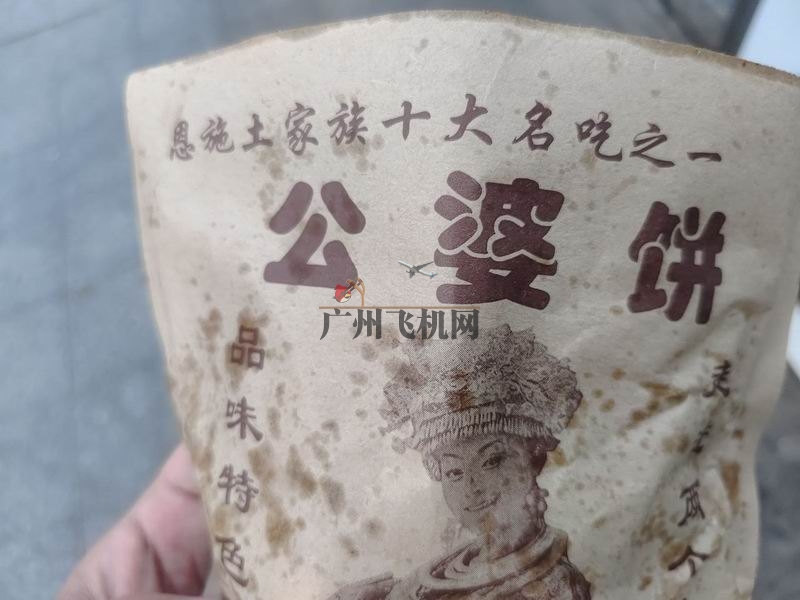 恩施土家族十大名吃之一
公婆饼
广州飞机网
品味特色